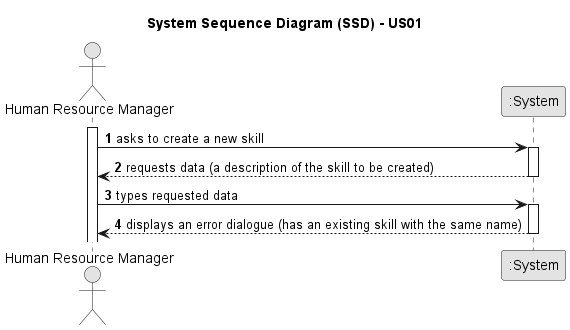 System Sequence Diagram (SSD) - US01
Human Resource Manager
:System
1 asks to create a new skill
2 requests data (a description of the skill to be created)
3 types requested data
4 displays an error dialogue (has an existing skill with the same name)
Human Resource Manager
:System